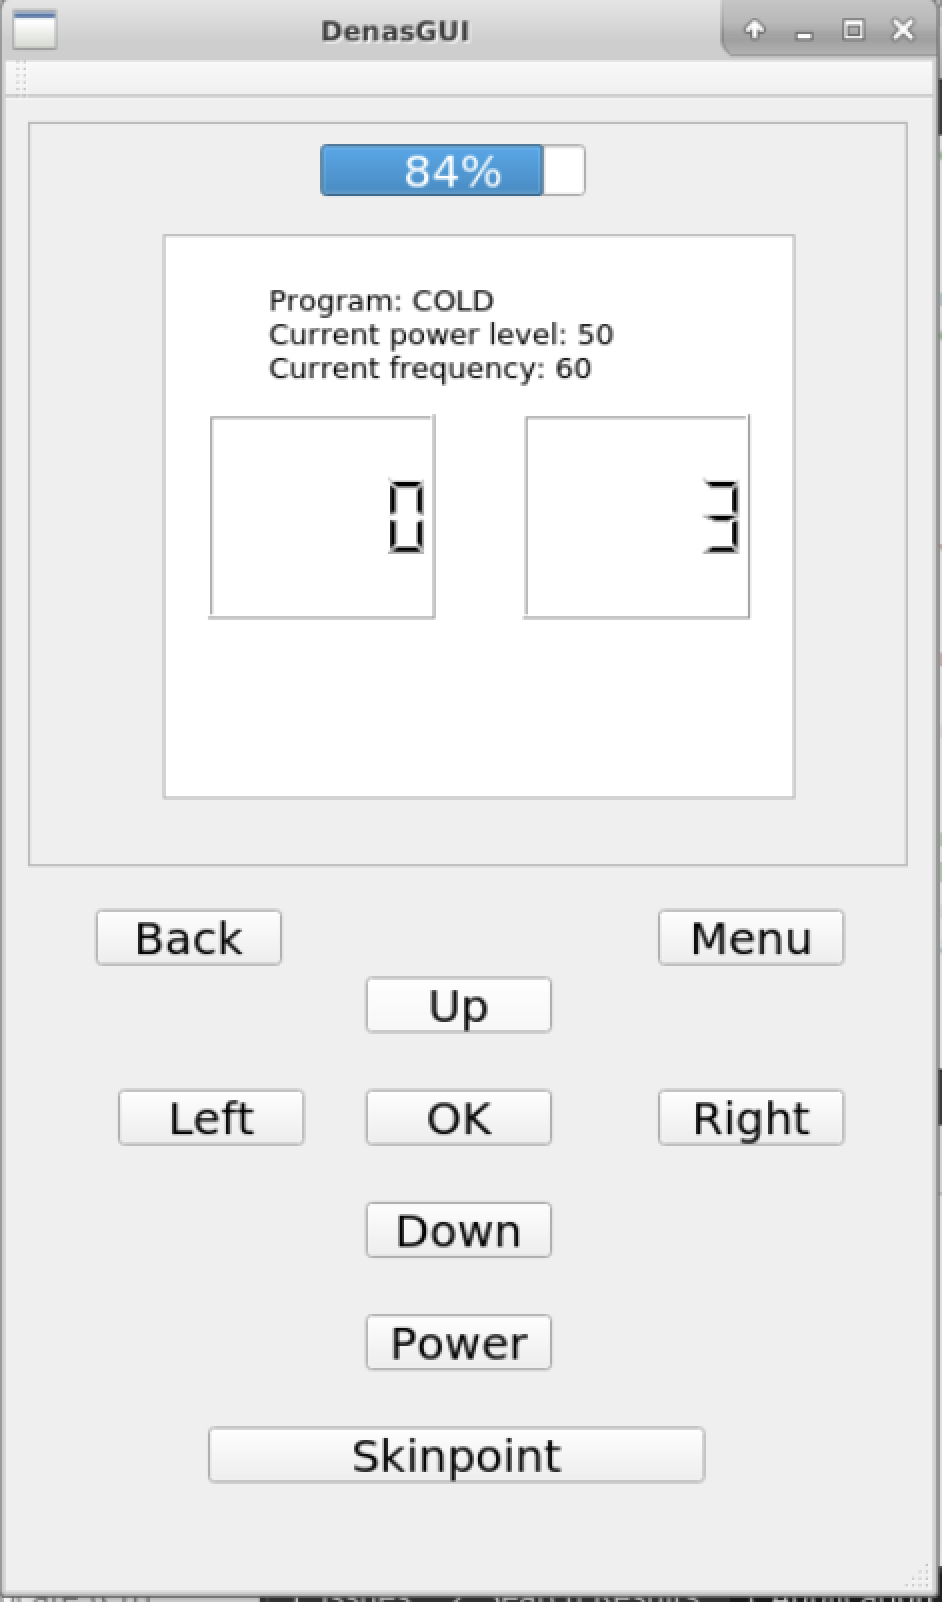 DenasGUI
84%
Program: COLD
Current power level: 50
Current frequency: 60
0 3
Back Menu
Up
Left OK Right
Down
Power
Skinpoint